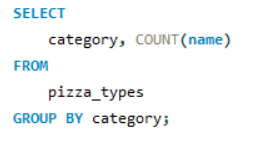 SELECT
    category, COUNT(name)
FROM
    pizza_types
GROUP BY category;